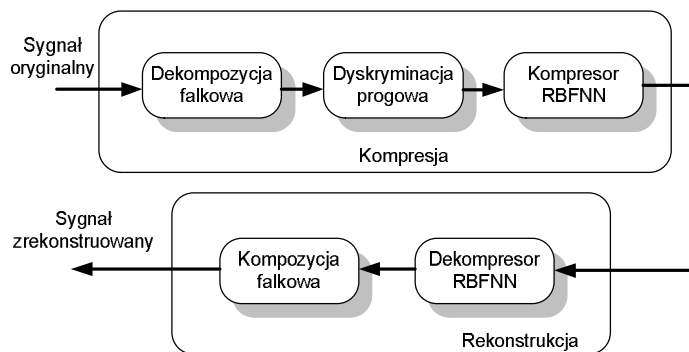 Sygnał
oryginalny
Dekompozycja
falkowa
Dyskryminacja
progowa
Kompresor
RBFNN
Kompresja
Sygnał
zrekonstruowany
Kompozycja
falkowa
Dekompresor
RBFNN
Rekonstrukcja